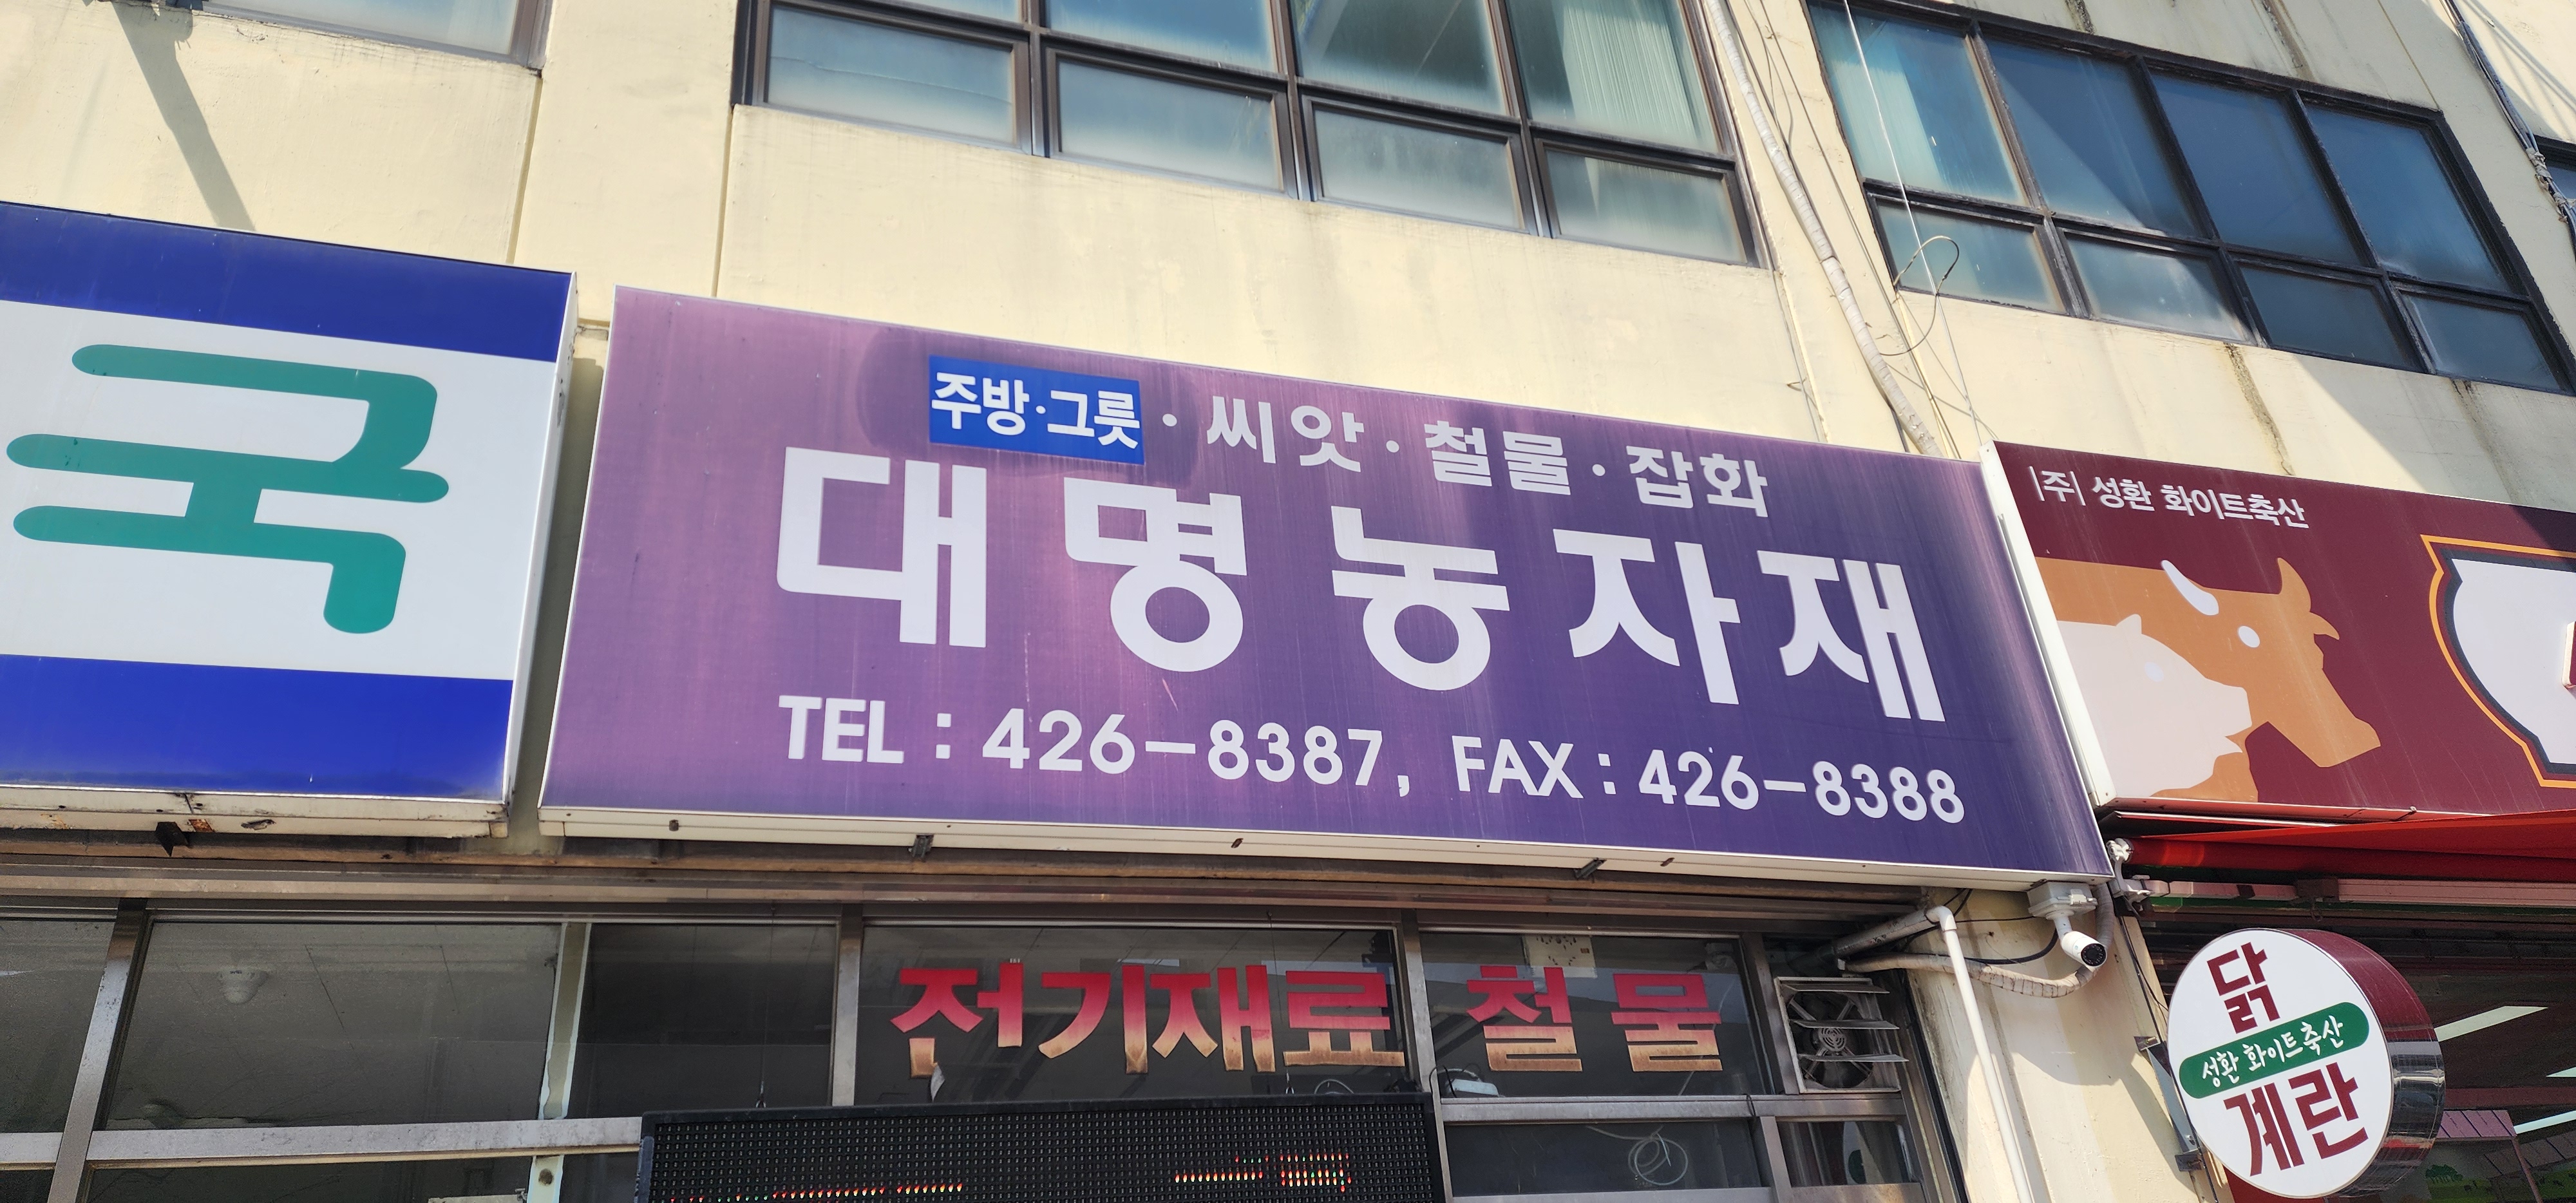 국
주방·그릇·씨앗·철물·잡화
대명농자재
TEL : 426-8387, FAX : 426-8388
(주) 성환 화이트축산
전기재료 철물
닭
성환 화이트축산
계란